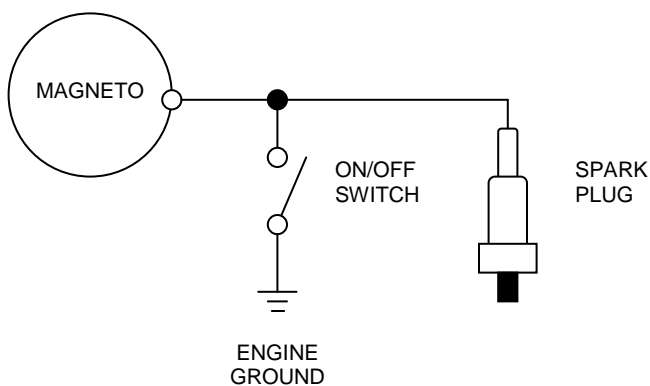 MAGNETO
ON/OFF
SWITCH
SPARK
PLUG
ENGINE
GROUND